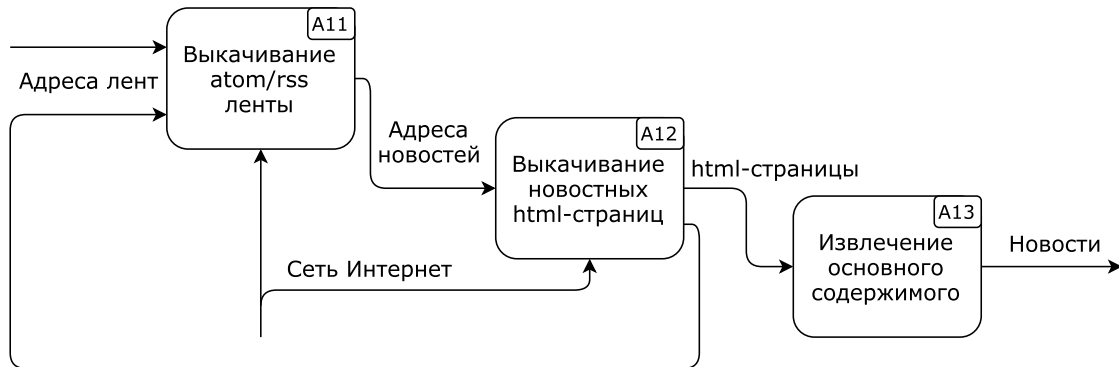 A11
Выкачивание
atom/rss
ленты
Адреса лент
Адреса
новостей
A12
Выкачивание
новостных
html-страниц
html-страницы
A13
Извлечение
основного
содержимого
Новости
Сеть Интернет